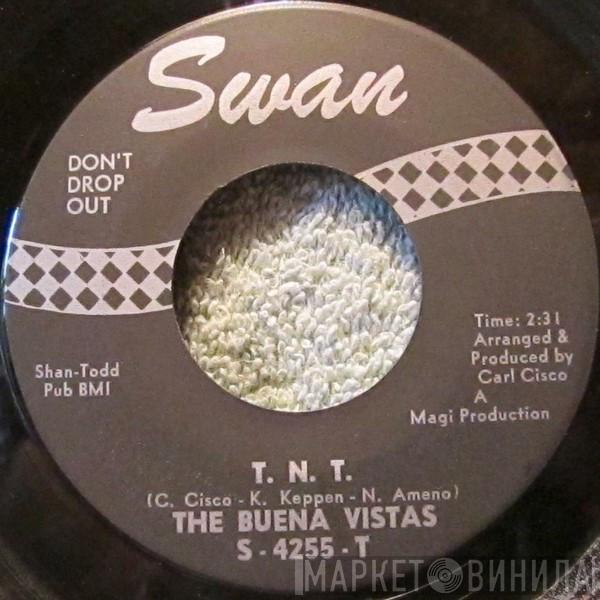 Swan
DON'T
DROP
OUT
Shan-Todd
Pub BMI
Time: 2:31
Arranged &
Produced by
Carl Cisco
A
Magi Production
T. N. T.
(C. Cisco - K. Keppen - N. Ameno)
THE BUENA VISTAS
S-4255-T
МАРКЕТ ВИНИЛА